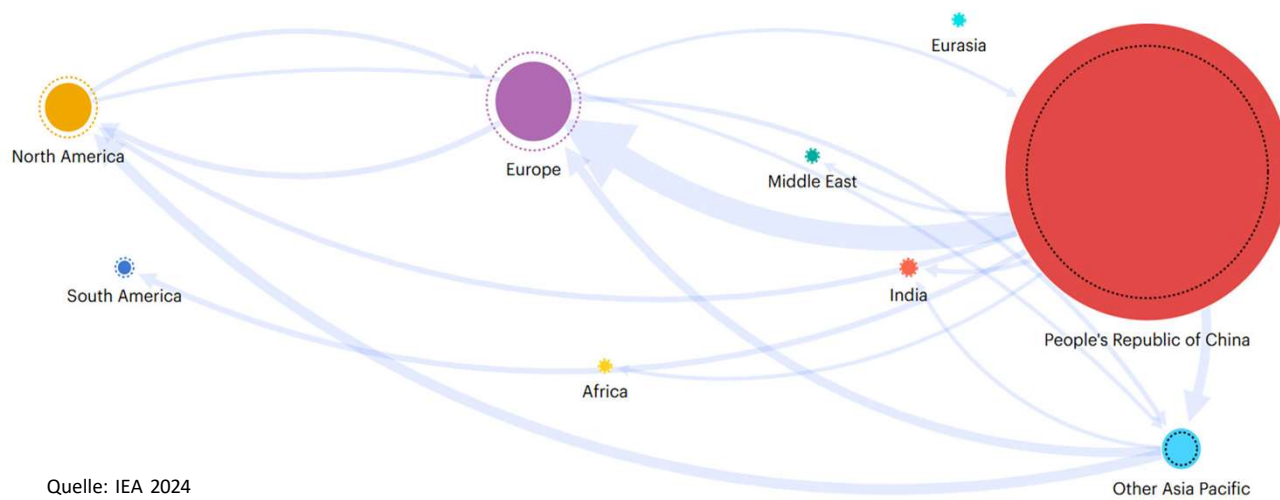 Eurasia
North America
Europe
Middle East
South America
India
People's Republic of China
Africa
Quelle: IEA 2024
Other Asia Pacific